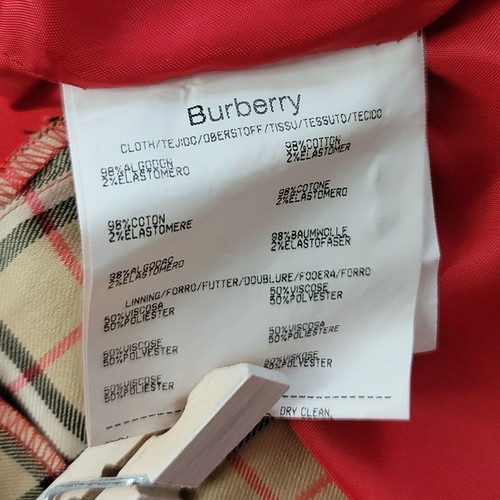 Burberry
CLOTH/TEJIDO/OBERSTOFF/TISSU/TESSUTO/TECIDO
98%ALGODON 98%COTTON
2%ELASTOMERO 2%ELASTOMER
98%COTONE
2%ELASTOMERO
98%COTON
2%ELASTOMERE
98%BAUMWOLLE
2%ELASTOFASER
98%ALGODAO
2%ELASTOMERO
LINNING/FORRO/FUTTER/DOUBLURE/FODERA/FORRO
50%VISCOSA 50%VISCOSE
50%POLIESTER 50%POLYESTER
50%VISCOSA
50%POLIESTERE
50%VISCOSE
50%POLYESTER
50%VISKOSE
50%POLYESTER
50%VISCOSE
50%POLIESTER
DRY CLEAN,